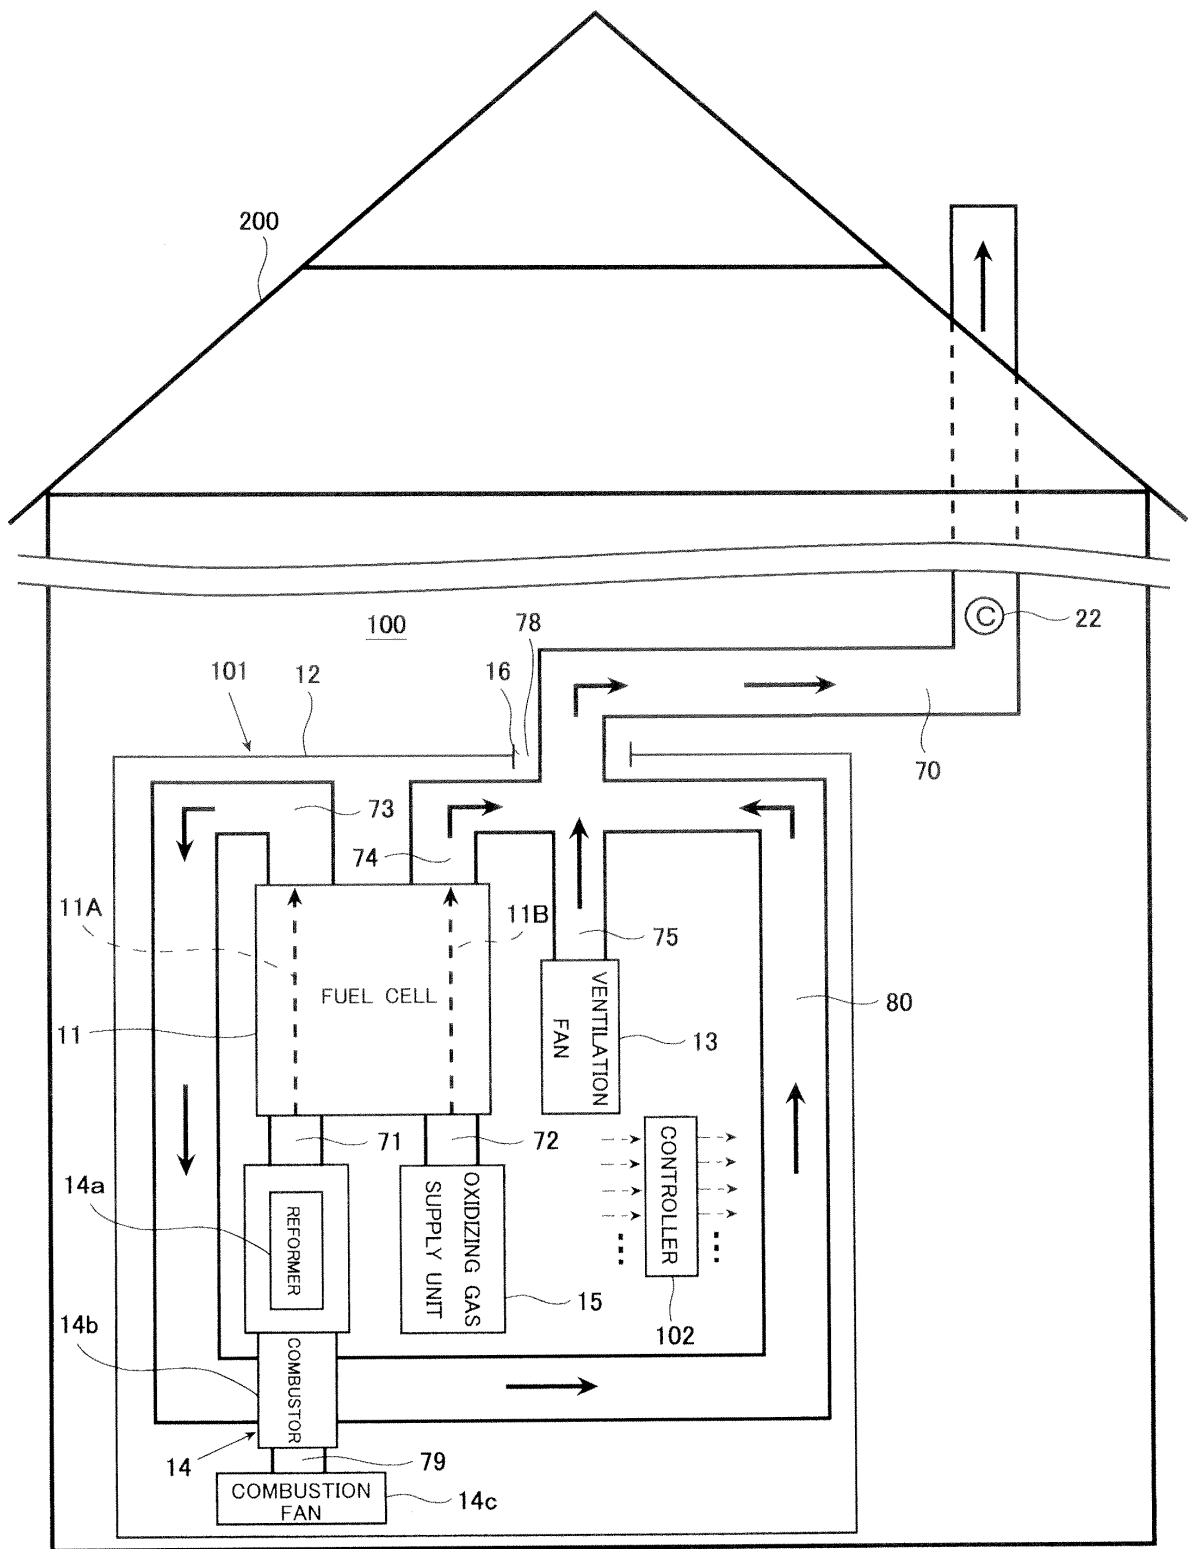 200
C
22
100
78
16
101
12
70
73
74
11A
11B
75
FUEL CELL
VENTILATION
FAN
80
11
13
71
72
14a
REFORMER
OXIDIZING GAS
SUPPLY UNIT
CONTROLLER
15
102
14b
COMBUSTOR
14
79
COMBUSTION
FAN
14c